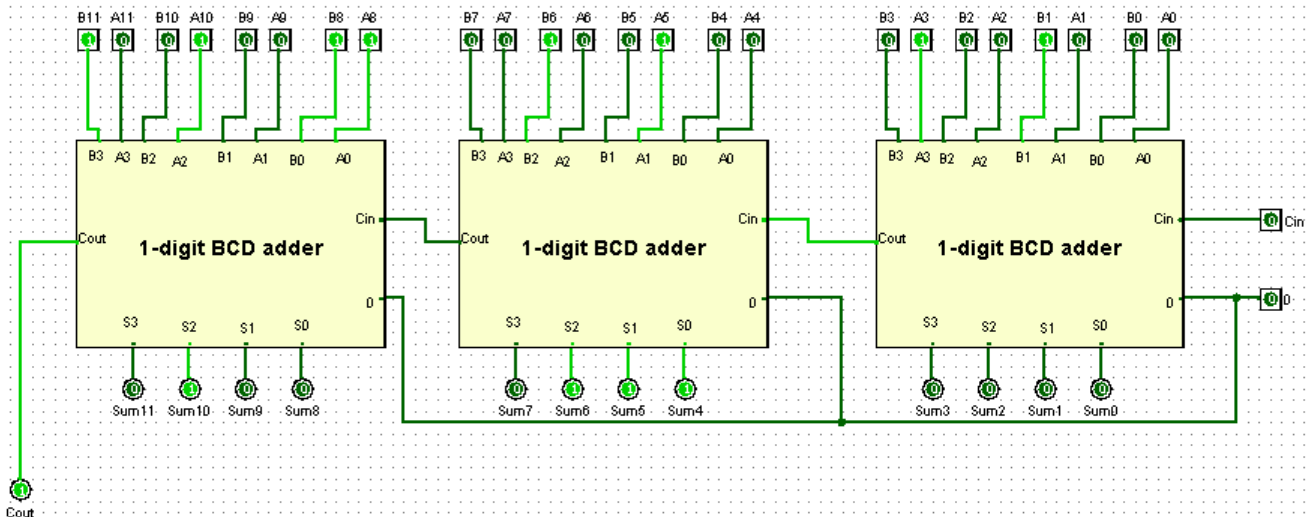 B11 A11 B10 A10 B9 A9 B8 A8 B7 A7 B6 A6 B5 A5 B4 A4 B3 A3 B2 A2 B1 A1 B0 A0
1 0 0 1 0 0 1 1 0 0 1 0 0 1 0 0 0 1 0 0 1 0 0 0
B3 A3 B2 A2 B1 A1 B0 A0 B3 A3 B2 A2 B1 A1 B0 A0 B3 A3 B2 A2 B1 A1 B0 A0
Cin Cin Cin 0 Cin
Cout Cout Cout
1-digit BCD adder 1-digit BCD adder 1-digit BCD adder
0 0 0 0 0
S3 S2 S1 S0 S3 S2 S1 S0 S3 S2 S1 S0
0 1 0 0 0 1 1 1 0 0 0 0
Sum11 Sum10 Sum9 Sum8 Sum7 Sum6 Sum5 Sum4 Sum3 Sum2 Sum1 Sum0
1
Cout